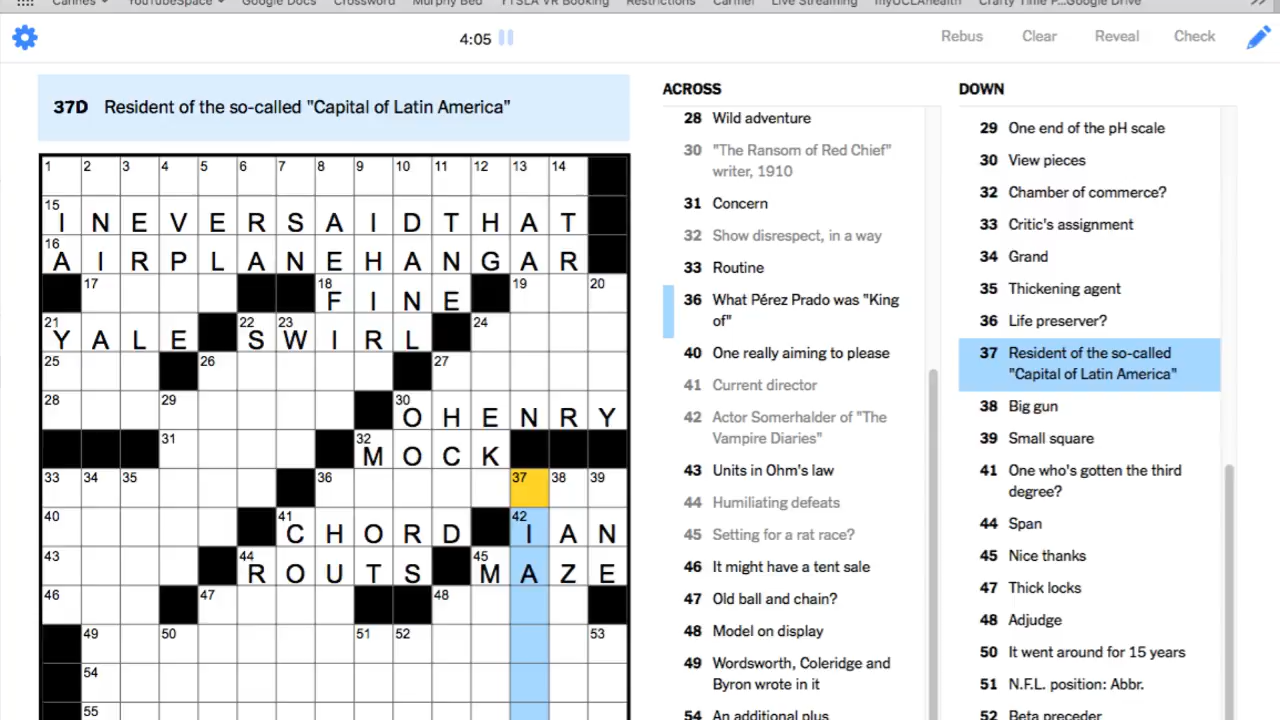 Cannes YouTubeSpace Google Docs Crossword Murphy Bed YTSLA VR Booking Restrictions Carmel Live Streaming myUCLAhealth Crafty Time P...Google Drive
4:05 Rebus Clear Reveal Check
37D Resident of the so-called "Capital of Latin America"
1 2 3 4 5 6 7 8 9 10 11 12 13 14
15 I N E V E R S A I D T H A T
16 A I R P L A N E H A N G A R
17 18 F I N E 19 20
21 Y A L E 22 S 23 W I R L 24
25 26 27
28 29 30 O H E N R Y
31 32 M O C K
33 34 35 36 37 38 39
40 41 C H O R D 42 I A N
43 44 R O U T S 45 M A Z E
46 47 48
49 50 51 52 53
54
55
ACROSS
28 Wild adventure
30 "The Ransom of Red Chief"
writer, 1910
31 Concern
32 Show disrespect, in a way
33 Routine
36 What Pérez Prado was "King
of"
40 One really aiming to please
41 Current director
42 Actor Somerhalder of "The
Vampire Diaries"
43 Units in Ohm's law
44 Humiliating defeats
45 Setting for a rat race?
46 It might have a tent sale
47 Old ball and chain?
48 Model on display
49 Wordsworth, Coleridge and
Byron wrote in it
54 An additional plus
DOWN
29 One end of the pH scale
30 View pieces
32 Chamber of commerce?
33 Critic's assignment
34 Grand
35 Thickening agent
36 Life preserver?
37 Resident of the so-called
"Capital of Latin America"
38 Big gun
39 Small square
41 One who's gotten the third
degree?
44 Span
45 Nice thanks
47 Thick locks
48 Adjudge
50 It went around for 15 years
51 N.F.L. position: Abbr.
52 Beta preceder